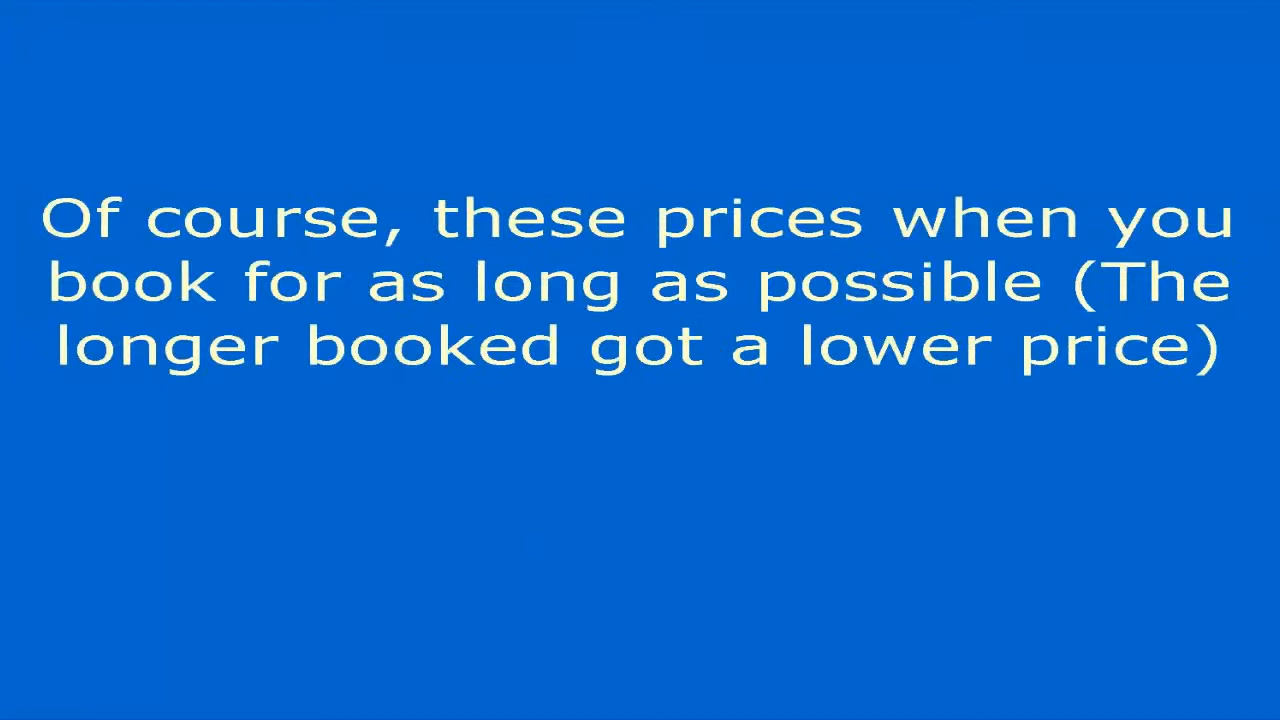 Of course, these prices when you
book for as long as possible (The
longer booked got a lower price)